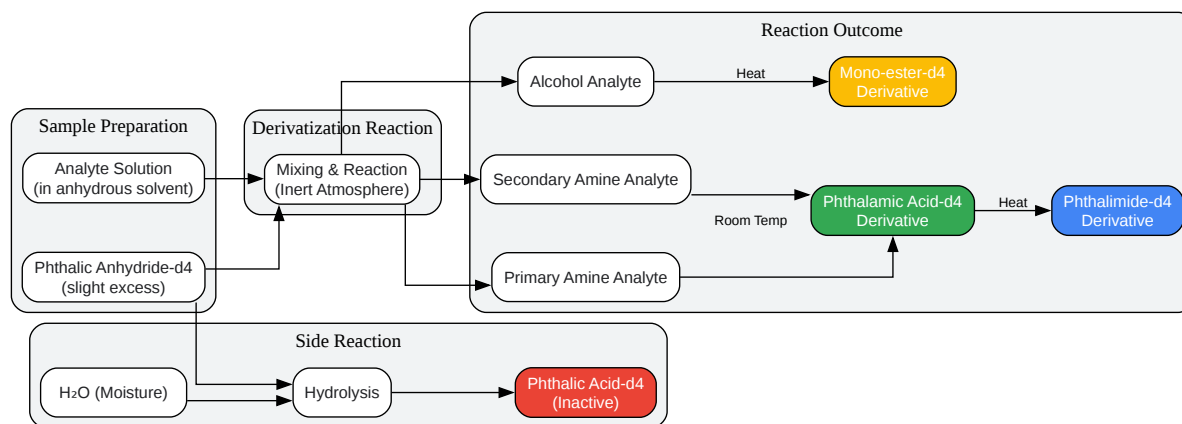 Reaction Outcome
Alcohol Analyte
Heat
Mono-ester-d4
Derivative
Sample Preparation
Derivatization Reaction
Analyte Solution
(in anhydrous solvent)
Mixing & Reaction
(Inert Atmosphere)
Secondary Amine Analyte
Room Temp
Phthalamic Acid-d4
Derivative
Heat
Phthalimide-d4
Derivative
Phthalic Anhydride-d4
(slight excess)
Primary Amine Analyte
Side Reaction
H₂O (Moisture)
Hydrolysis
Phthalic Acid-d4
(Inactive)